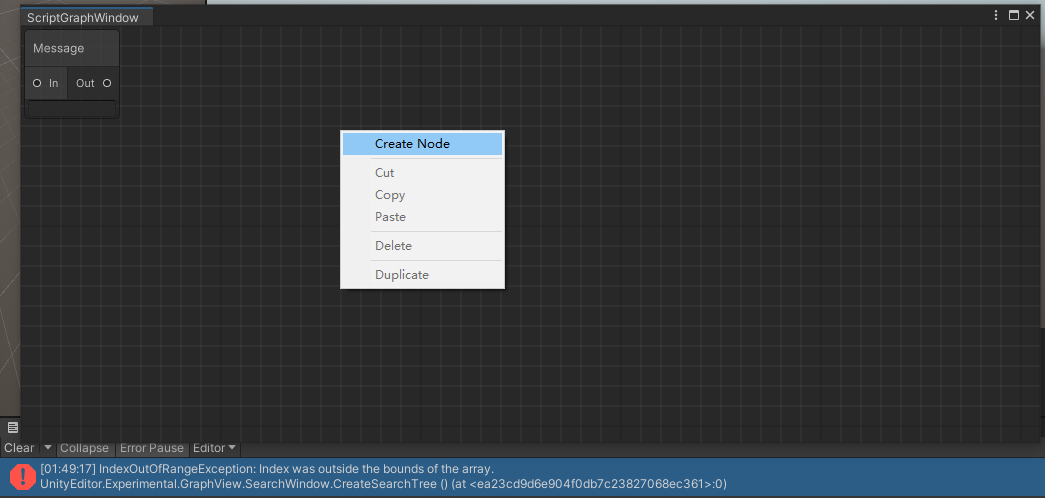 ScriptGraphWindow
Message
In Out
Create Node
Cut
Copy
Paste
Delete
Duplicate
Clear Collapse Error Pause Editor
[01:49:17] IndexOutOfRangeException: Index was outside the bounds of the array.
UnityEditor.Experimental.GraphView.SearchWindow.CreateSearchTree () (at <ea23cd9d6e904f0db7c23827068ec361>:0)